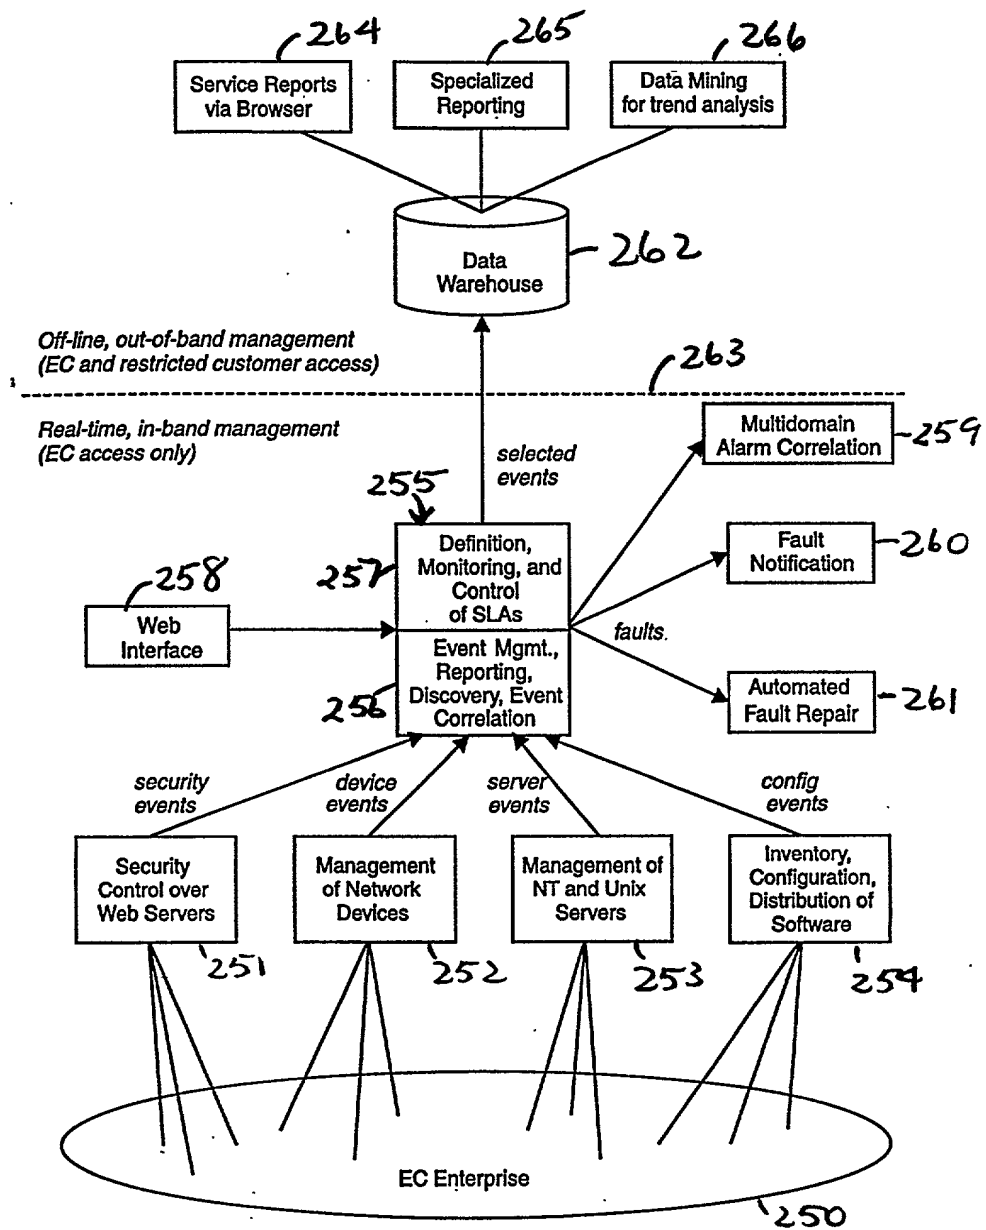 264
265
266
Service Reports
via Browser
Specialized
Reporting
Data Mining
for trend analysis
Data
Warehouse
262
Off-line, out-of-band management
(EC and restricted customer access)
263
Real-time, in-band management
(EC access only)
selected
events
Multidomain
Alarm Correlation
259
255
257
Definition,
Monitoring, and
Control
of SLAs
Fault
Notification
260
258
Web
Interface
faults.
256
Event Mgmt.,
Reporting,
Discovery, Event
Correlation
Automated
Fault Repair
261
security
events
device
events
server
events
config
events
Security
Control over
Web Servers
Management
of Network
Devices
Management of
NT and Unix
Servers
Inventory,
Configuration,
Distribution of
Software
251
252
253
254
EC Enterprise
250